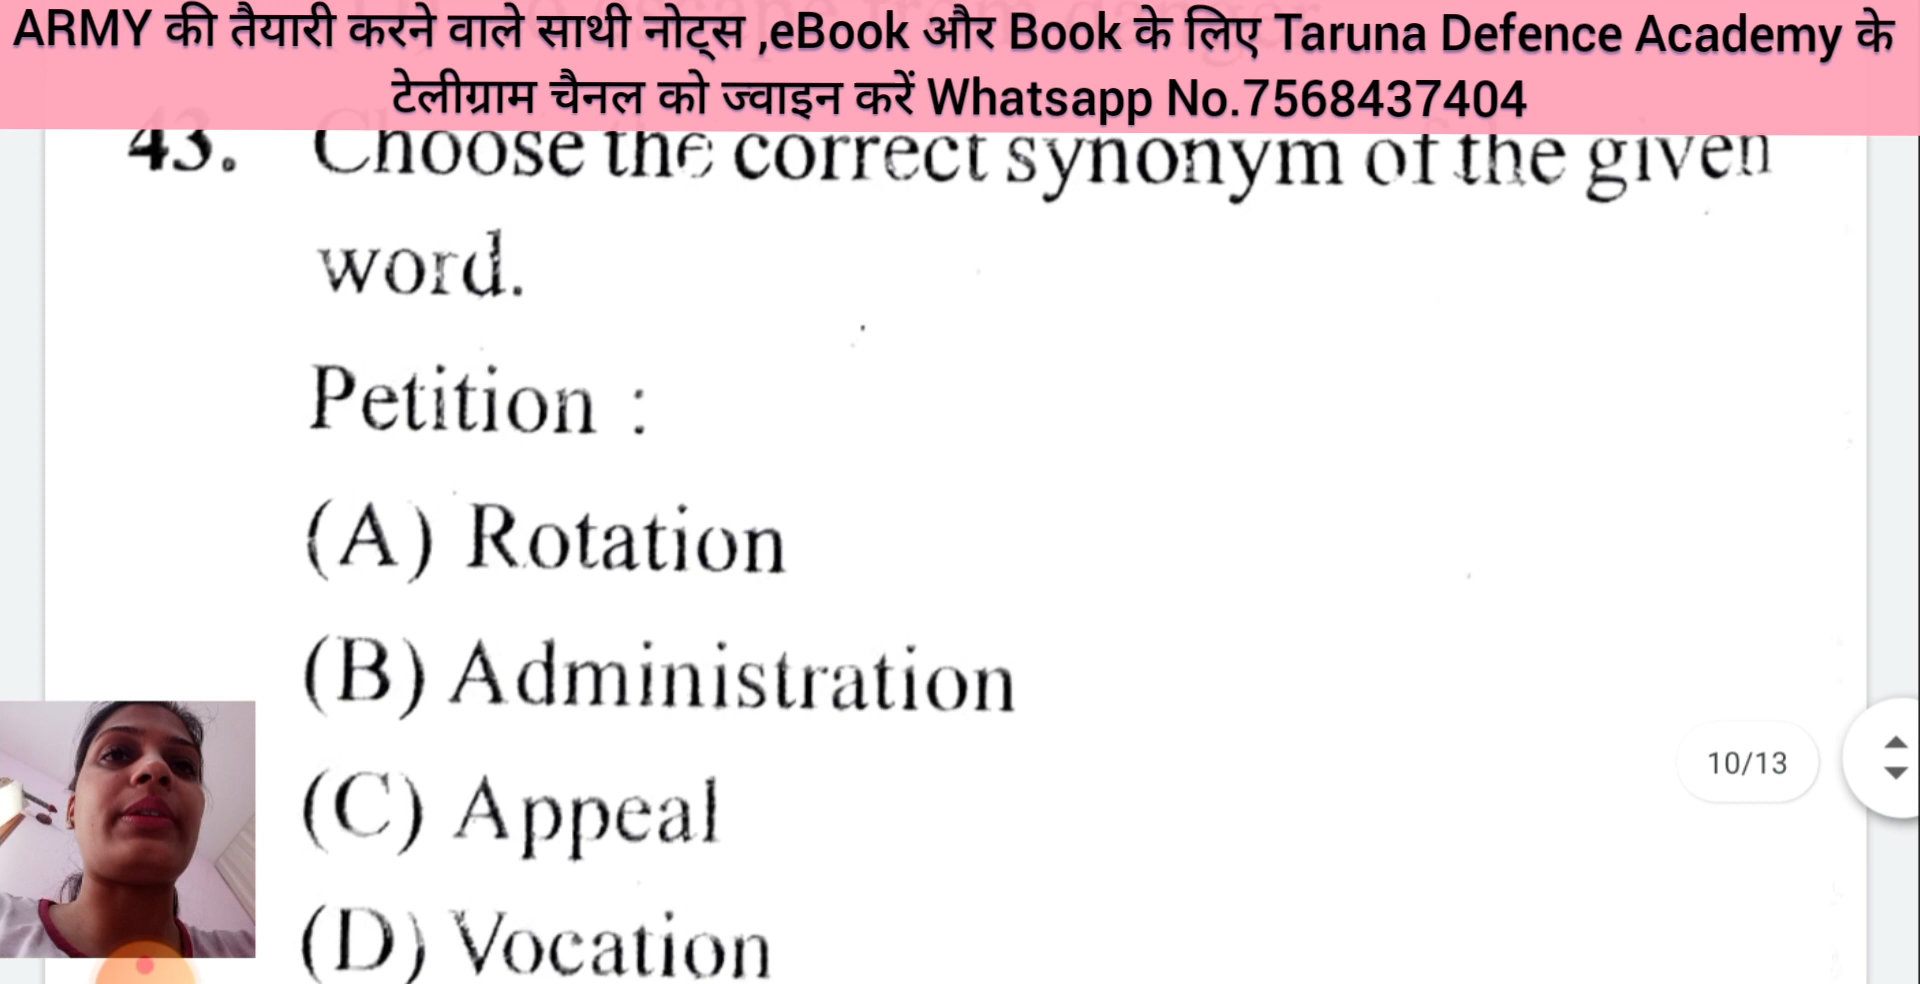 ARMY की तैयारी करने वाले साथी नोट्स ,eBook और Book के लिए Taruna Defence Academy के
टेलीग्राम चैनल को ज्वाइन करें Whatsapp No.7568437404
43. Choose the correct synonym of the given
word.
Petition :
(A) Rotation
(B) Administration
(C) Appeal
(D) Vocation
10/13